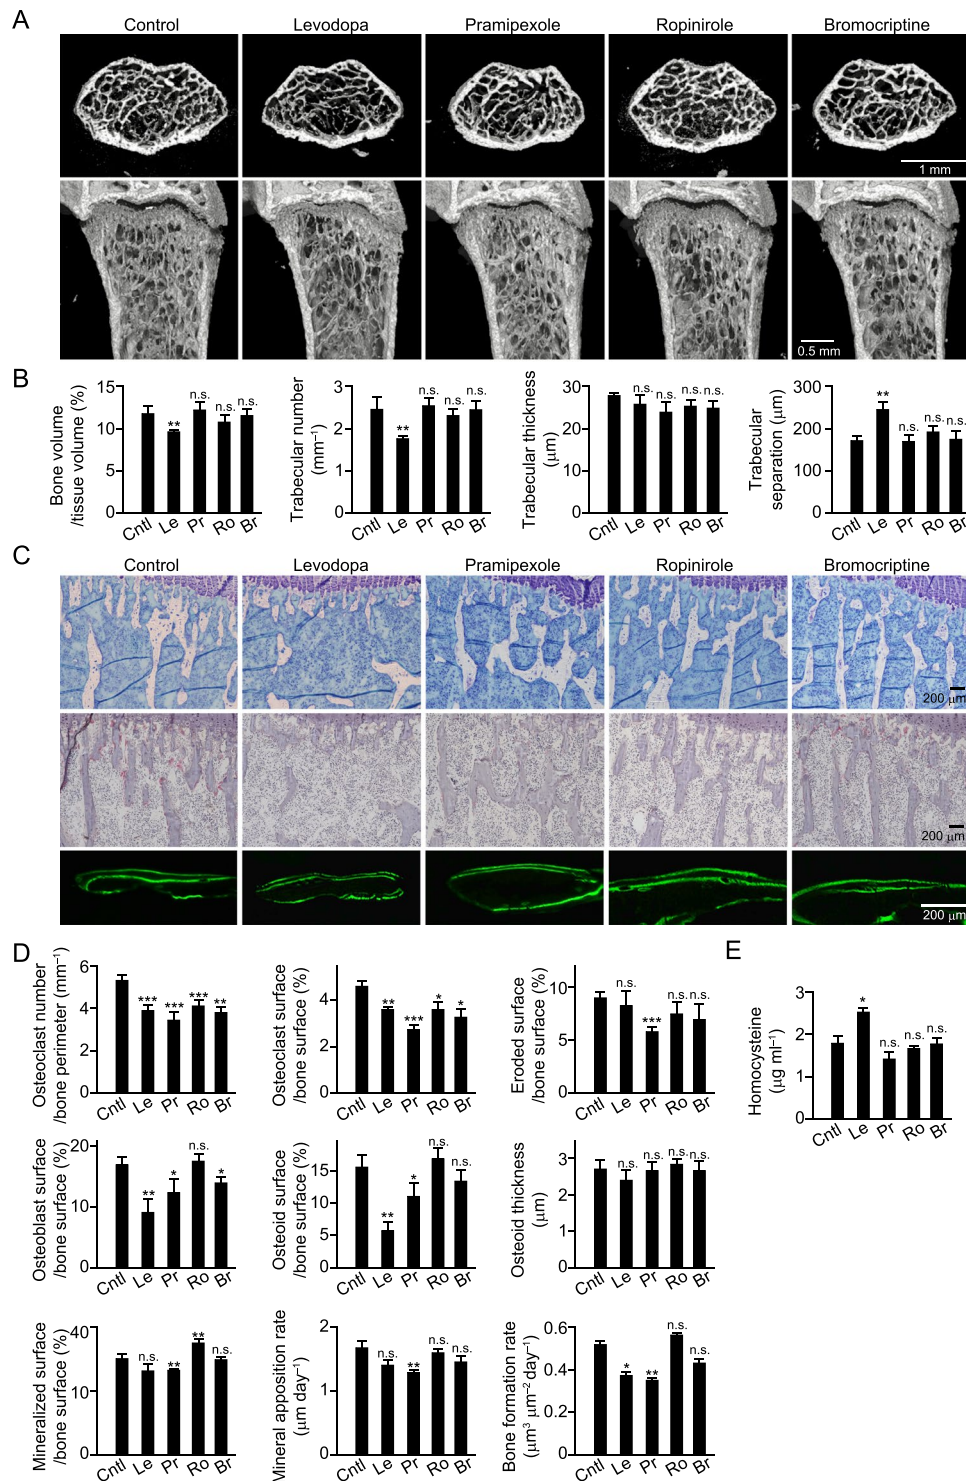 A
Control Levodopa Pramipexole Ropinirole Bromocriptine
1 mm
0.5 mm
B
Bone volume
/tissue volume (%)
15
10
5
0
**
n.s.
n.s.
n.s.
Cntl Le Pr Ro Br
Trabecular number
(mm⁻¹)
3
2
1
0
**
n.s.
n.s.
n.s.
Cntl Le Pr Ro Br
Trabecular thickness
(μm)
30
20
10
0
n.s.
n.s.
n.s.
n.s.
Cntl Le Pr Ro Br
Trabecular
separation (μm)
300
200
100
0
**
n.s.
n.s.
n.s.
Cntl Le Pr Ro Br
C
Control Levodopa Pramipexole Ropinirole Bromocriptine
200 μm
200 μm
200 μm
D
Osteoclast number
/bone perimeter (mm⁻¹)
6
4
2
0
***
***
***
**
Cntl Le Pr Ro Br
Osteoclast surface
/bone surface (%)
4
2
0
**
***
*
*
Cntl Le Pr Ro Br
Eroded surface
/bone surface (%)
10
5
0
n.s.
***
n.s.
n.s.
Cntl Le Pr Ro Br
E
Homocysteine
(μg ml⁻¹)
3
2
1
0
*
n.s.
n.s.
n.s.
Cntl Le Pr Ro Br
Osteoblast surface
/bone surface (%)
20
10
0
**
*
n.s.
*
Cntl Le Pr Ro Br
Osteoid surface
/bone surface (%)
15
10
5
0
**
*
n.s.
n.s.
Cntl Le Pr Ro Br
Osteoid thickness
(μm)
3
2
1
0
n.s.
n.s.
n.s.
n.s.
Cntl Le Pr Ro Br
Mineralized surface
/bone surface (%)
40
10
0
n.s.
**
**
n.s.
Cntl Le Pr Ro Br
Mineral apposition rate
(μm day⁻¹)
2
1
0
n.s.
**
n.s.
n.s.
Cntl Le Pr Ro Br
Bone formation rate
(μm³ μm⁻² day⁻¹)
0.6
0.4
0.2
0
*
**
n.s.
n.s.
Cntl Le Pr Ro Br